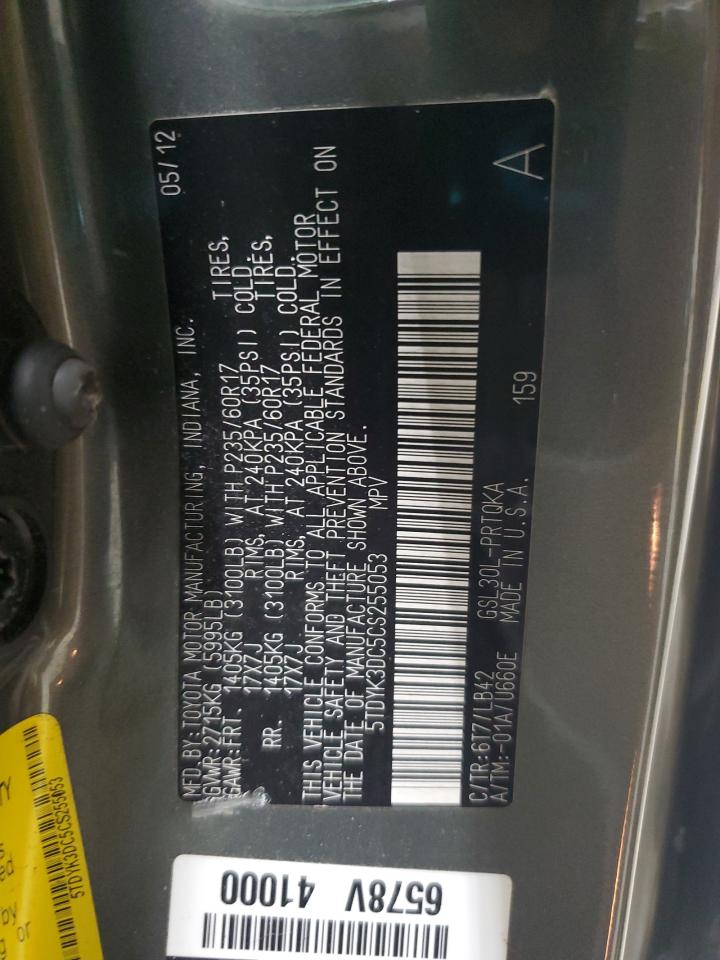 MFD.BY:TOYOTA MOTOR MANUFACTURING, INDIANA, INC. 05/12
GVWR:2715KG (5995LB)
GAWR:FRT. 1405KG (3100LB) WITH P235/60R17 TIRES,
17X7J RIMS, AT 240KPA (35PSI) COLD.
RR. 1405KG (3100LB) WITH P235/60R17 TIRES,
17X7J RIMS, AT 240KPA (35PSI) COLD.
THIS VEHICLE CONFORMS TO ALL APPLICABLE FEDERAL MOTOR
VEHICLE SAFETY AND THEFT PREVENTION STANDARDS IN EFFECT ON
THE DATE OF MANUFACTURE SHOWN ABOVE.
5TDYK3DC5CS255053 MPV
C/TR:6T7/LB42 GSL30L-PRTQKA 159
A/TM:-01A/U660E MADE IN U.S.A. A
6578V 41000
5TDYK3DC5CS255053
by
or